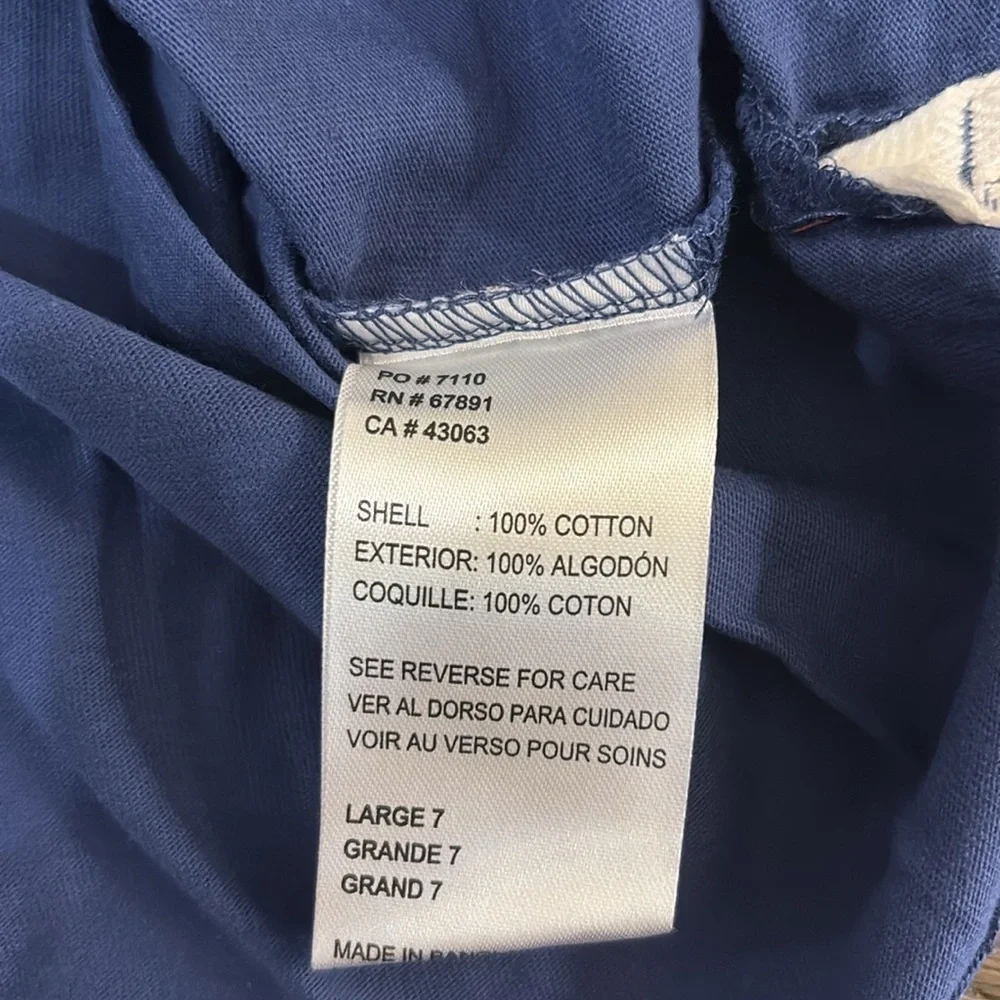 PO # 7110
RN # 67891
CA # 43063
SHELL : 100% COTTON
EXTERIOR: 100% ALGODÓN
COQUILLE: 100% COTON
SEE REVERSE FOR CARE
VER AL DORSO PARA CUIDADO
VOIR AU VERSO POUR SOINS
LARGE 7
GRANDE 7
GRAND 7
MADE IN